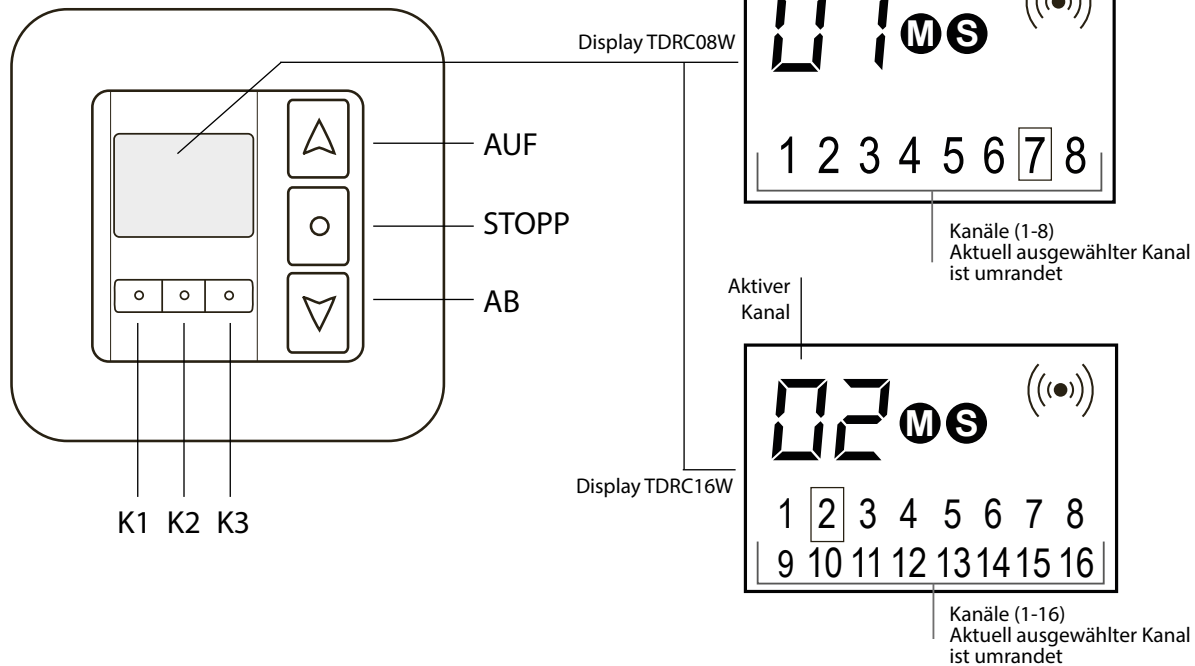 M S
Display TDRC08W
1 2 3 4 5 6 7 8
Kanäle (1-8)
Aktuell ausgewählter Kanal
ist umrandet
AUF
STOPP
AB
K1 K2 K3
Aktiver
Kanal
02 M S
Display TDRC16W
1 2 3 4 5 6 7 8
9 10 11 12 13 14 15 16
Kanäle (1-16)
Aktuell ausgewählter Kanal
ist umrandet